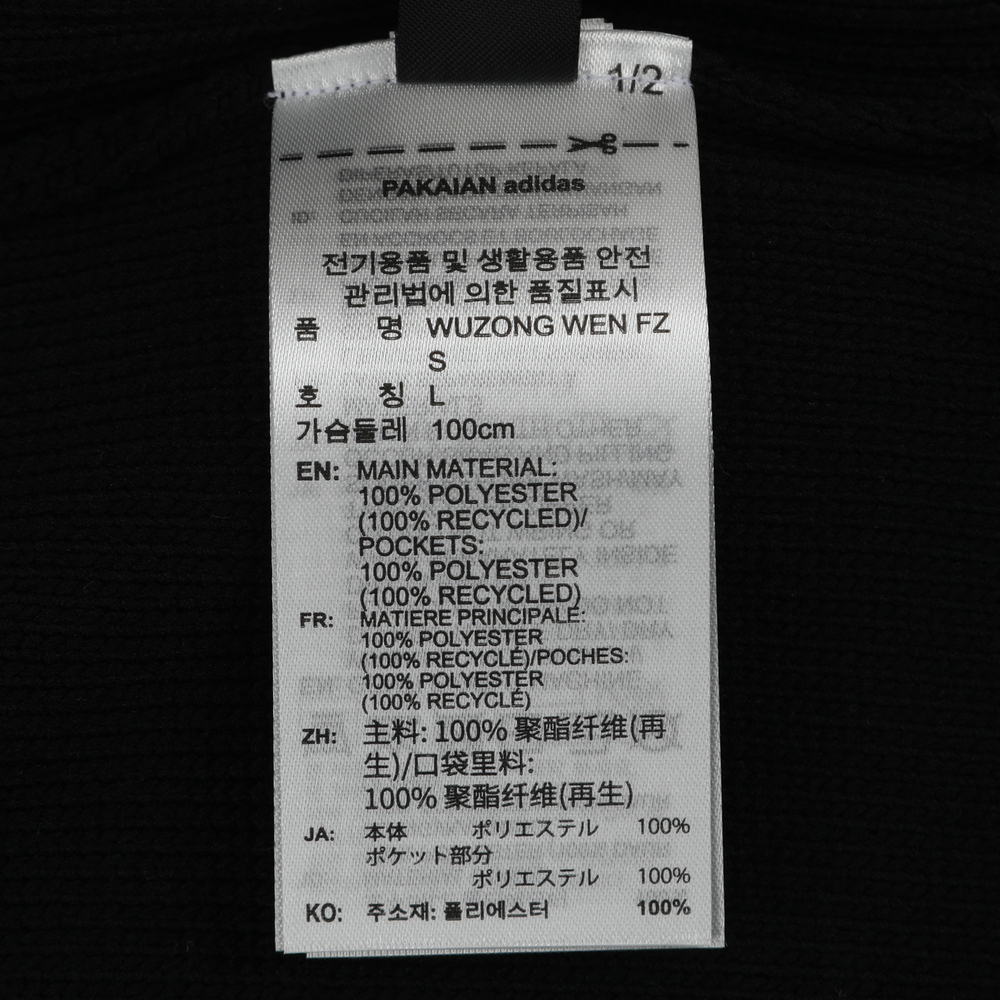 1/2
PAKAIAN adidas
전기용품 및 생활용품 안전
관리법에 의한 품질표시
품 명 WUZONG WEN FZ
S
호 칭 L
가슴둘레 100cm
EN: MAIN MATERIAL:
100% POLYESTER
(100% RECYCLED)/
POCKETS:
100% POLYESTER
(100% RECYCLED)
FR: MATIERE PRINCIPALE:
100% POLYESTER
(100% RECYCLÉ)/POCHES:
100% POLYESTER
(100% RECYCLÉ)
ZH: 主料: 100% 聚酯纤维(再
生)/口袋里料:
100% 聚酯纤维(再生)
JA: 本体 ポリエステル 100%
ポケット部分
ポリエステル 100%
KO: 주소재: 폴리에스터 100%